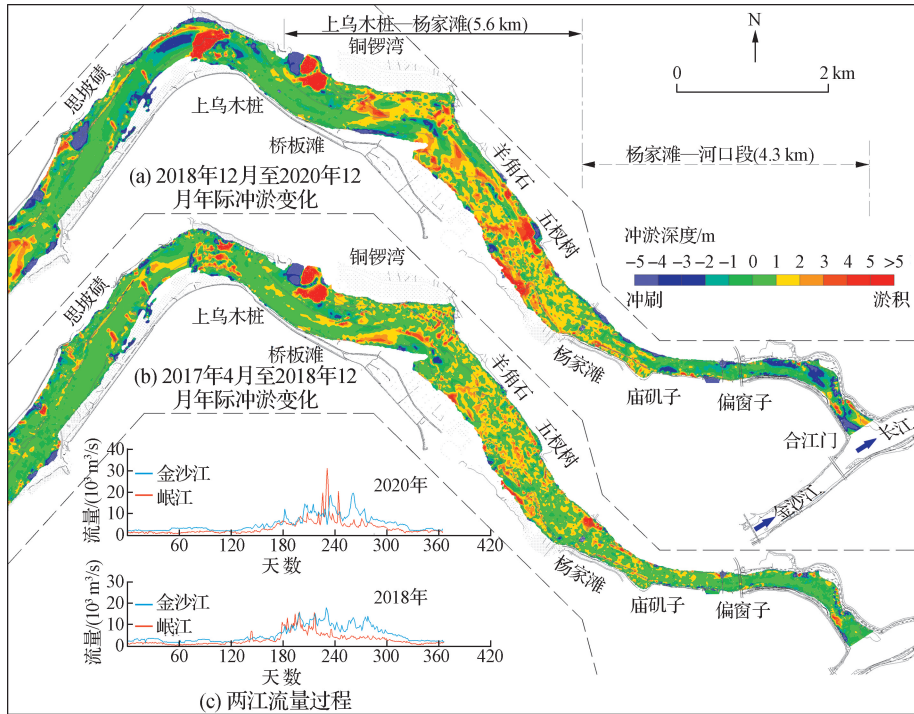 上乌木桩—杨家滩(5.6 km)
铜锣湾
N
0 2 km
思坡碛
上乌木桩
桥板滩
羊角石
杨家滩—河口段(4.3 km)
(a) 2018年12月至2020年12
月年际冲淤变化
五杈树
冲淤深度/m
−5 −4 −3 −2 −1 0 1 2 3 4 5 >5
冲刷 淤积
铜锣湾
思坡碛
上乌木桩
杨家滩
桥板滩
庙矶子
偏窗子
羊角石
(b) 2017年4月至2018年12
月年际冲淤变化
合江门
长江
五杈树
金沙江
流量/(10³ m³/s)
40
30
20
10
0
金沙江
岷江
2020年
60 120 180 240 300 360 420
天数
杨家滩
庙矶子
偏窗子
流量/(10³ m³/s)
30
20
10
0
金沙江
岷江
2018年
60 120 180 240 300 360 420
天数
(c) 两江流量过程